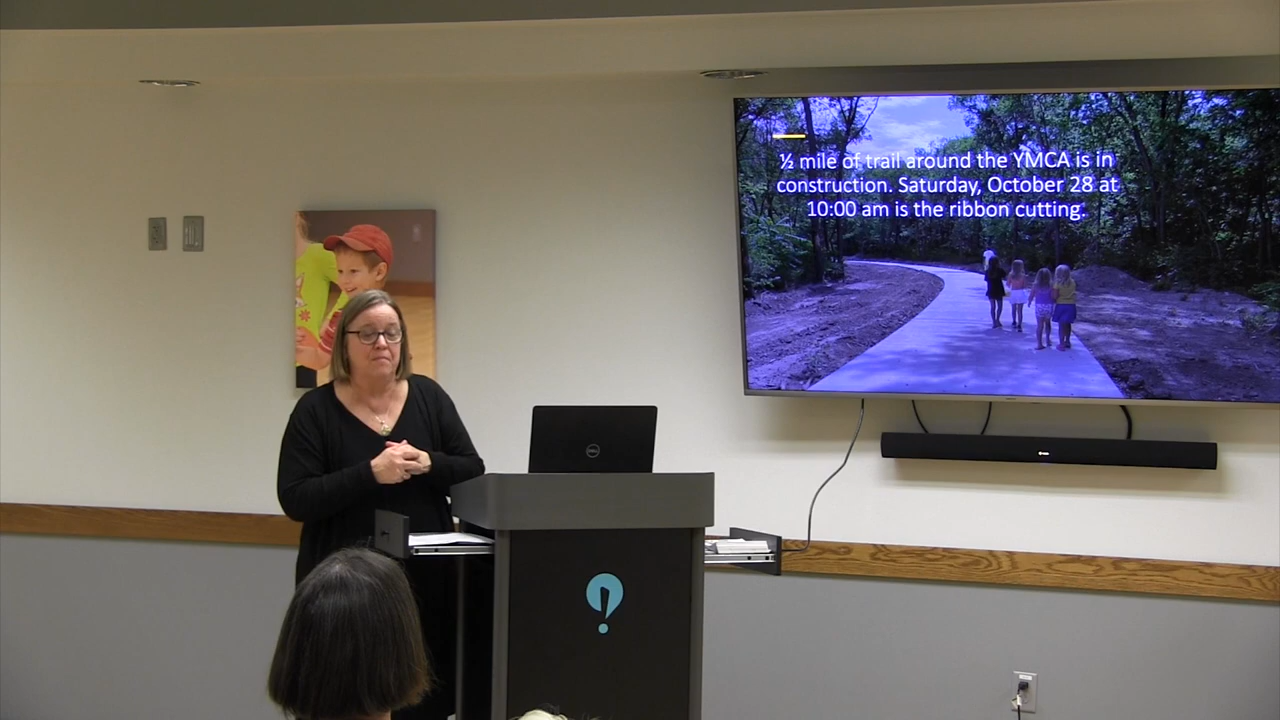 ½ mile of trail around the YMCA is in
construction. Saturday, October 28 at
10:00 am is the ribbon cutting.
DELL